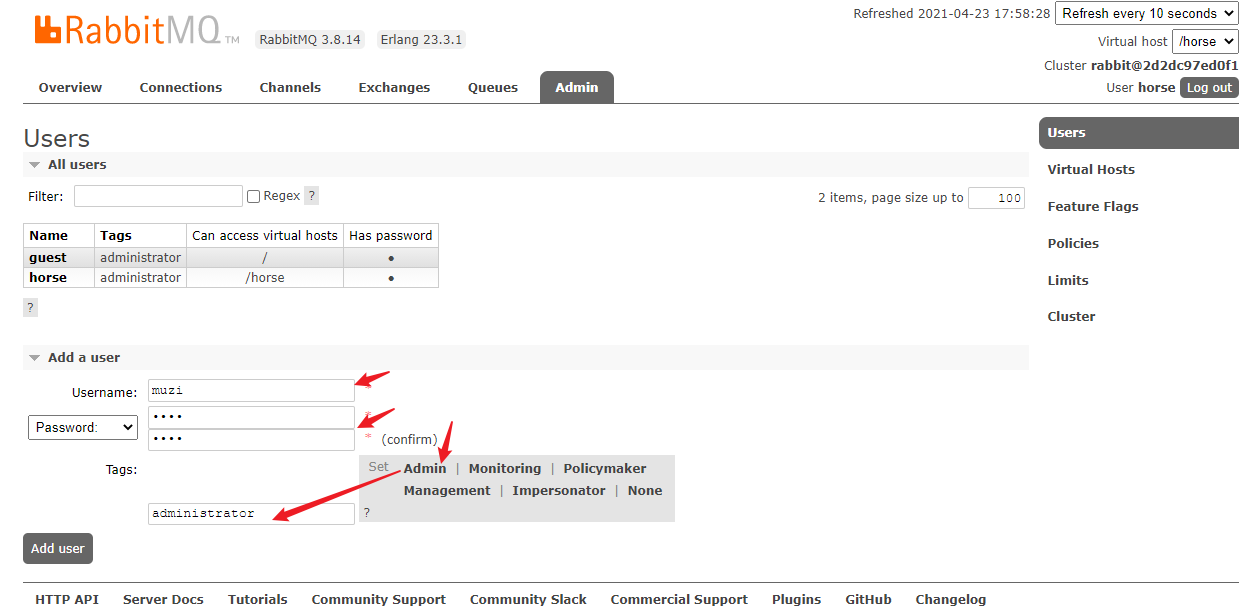 RabbitMQ TM RabbitMQ 3.8.14 Erlang 23.3.1
Refreshed 2021-04-23 17:58:28 Refresh every 10 seconds
Virtual host /horse
Cluster rabbit@2d2dc97ed0f1
User horse Log out
Overview Connections Channels Exchanges Queues Admin
Users
All users
Filter: Regex ? 2 items, page size up to 100
Name Tags Can access virtual hosts Has password
guest administrator / ●
horse administrator /horse ●
?
Add a user
Username: muzi *
Password: •••• *
•••• * (confirm)
Tags: Set Admin | Monitoring | Policymaker
Management | Impersonator | None
administrator ?
Add user
Users
Virtual Hosts
Feature Flags
Policies
Limits
Cluster
HTTP API Server Docs Tutorials Community Support Community Slack Commercial Support Plugins GitHub Changelog